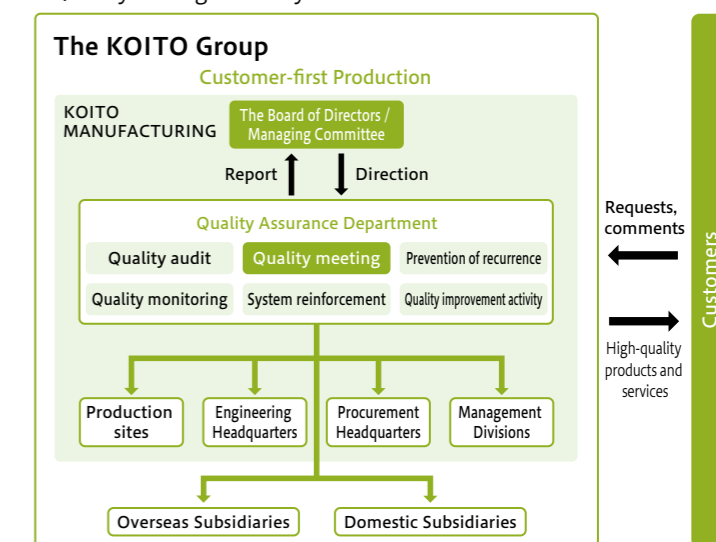 The KOITO Group
Customer-first Production
KOITO
MANUFACTURING
The Board of Directors /
Managing Committee
Report
Direction
Quality Assurance Department
Quality audit
Quality meeting
Prevention of recurrence
Quality monitoring
System reinforcement
Quality improvement activity
Production
sites
Engineering
Headquarters
Procurement
Headquarters
Management
Divisions
Overseas Subsidiaries
Domestic Subsidiaries
Requests,
comments
High-quality
products and
services
Customers